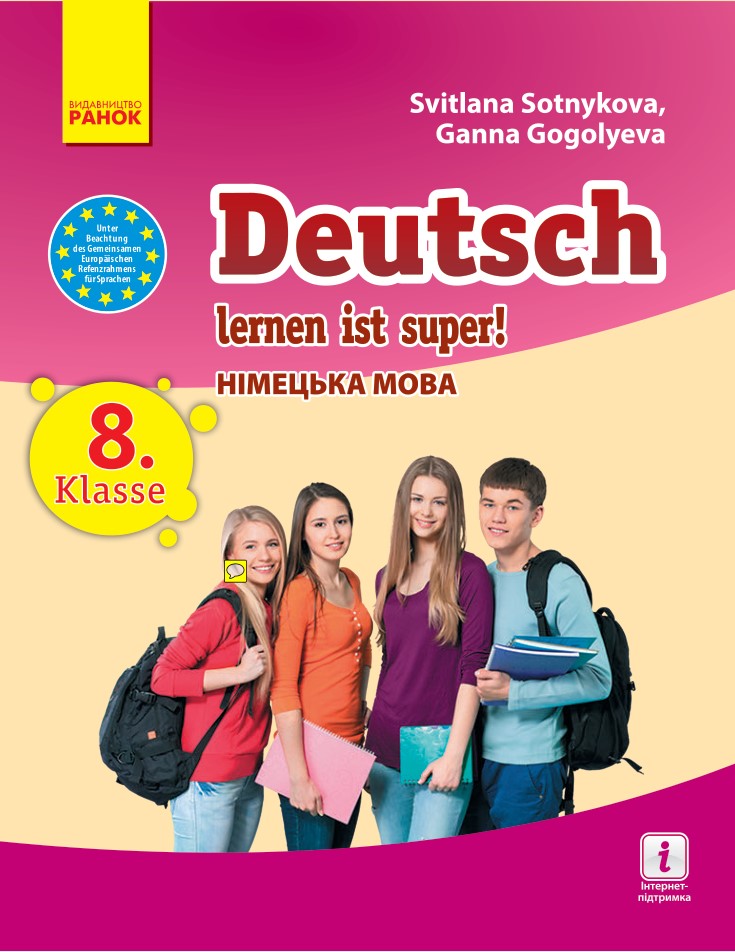 ВИДАВНИЦТВО
РАНОК
Svitlana Sotnykova,
Ganna Gogolyeva
Unter
Beachtung
des Gemeinsamen
Europäischen
Refenzrahmens
für Sprachen
Deutsch
lernen ist super!
НІМЕЦЬКА МОВА
8.
Klasse
i
Інтернет-
підтримка